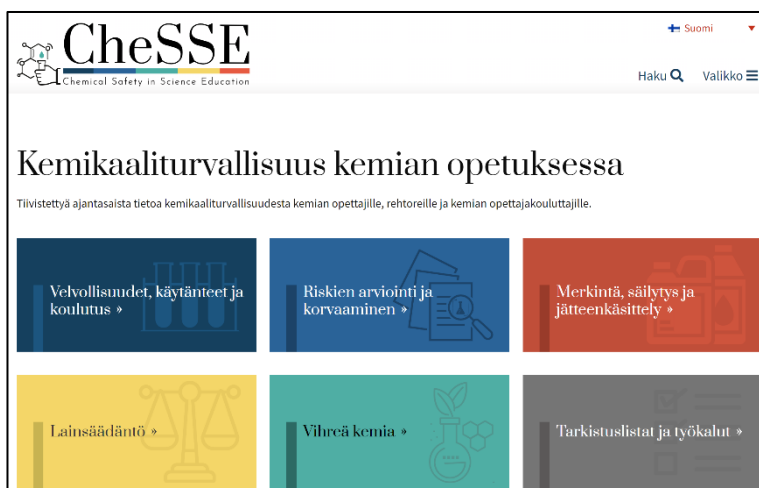 Suomi
CheSSE
Chemical Safety in Science Education
Haku
Valikko
Kemikaaliturvallisuus kemian opetuksessa
Tiivistettyä ajantasaista tietoa kemikaaliturvallisuudesta kemian opettajille, rehtoreille ja kemian opettajakouluttajille.
Velvollisuudet, käytänteet ja
koulutus »
Riskien arviointi ja
korvaaminen »
Merkintä, säilytys ja
jätteenkäsittely »
Lainsäädäntö »
Vihreä kemia »
Tarkistuslistat ja työkalut »